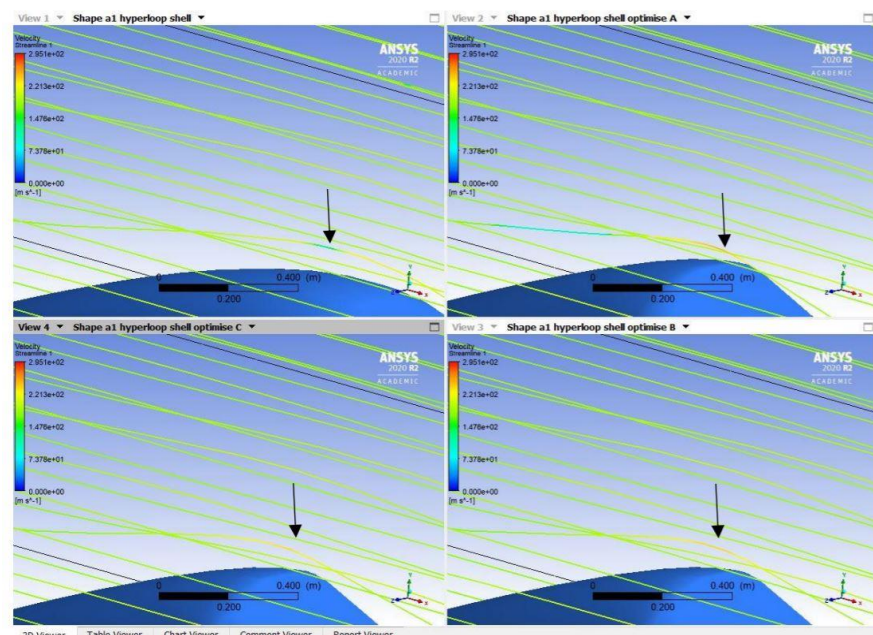 View 1 Shape a1 hyperloop shell
Velocity
Streamline 1
2.951e+02
2.213e+02
1.476e+02
7.378e+01
0.000e+00
[m s^-1]
ANSYS
2020 R2
ACADEMIC
0 0.400 (m)
0.200
Y
Z X
View 2 Shape a1 hyperloop shell optimise A
Velocity
Streamline 1
2.951e+02
2.213e+02
1.476e+02
7.378e+01
0.000e+00
[m s^-1]
ANSYS
2020 R2
ACADEMIC
0 0.400 (m)
0.200
Y
Z X
View 4 Shape a1 hyperloop shell optimise C
Velocity
Streamline 1
2.951e+02
2.213e+02
1.476e+02
7.378e+01
0.000e+00
[m s^-1]
ANSYS
2020 R2
ACADEMIC
0 0.400 (m)
0.200
Y
Z X
View 3 Shape a1 hyperloop shell optimise B
Velocity
Streamline 1
2.951e+02
2.213e+02
1.476e+02
7.378e+01
0.000e+00
[m s^-1]
ANSYS
2020 R2
ACADEMIC
0 0.400 (m)
0.200
Y
Z X
3D Viewer Table Viewer Chart Viewer Comment Viewer Report Viewer